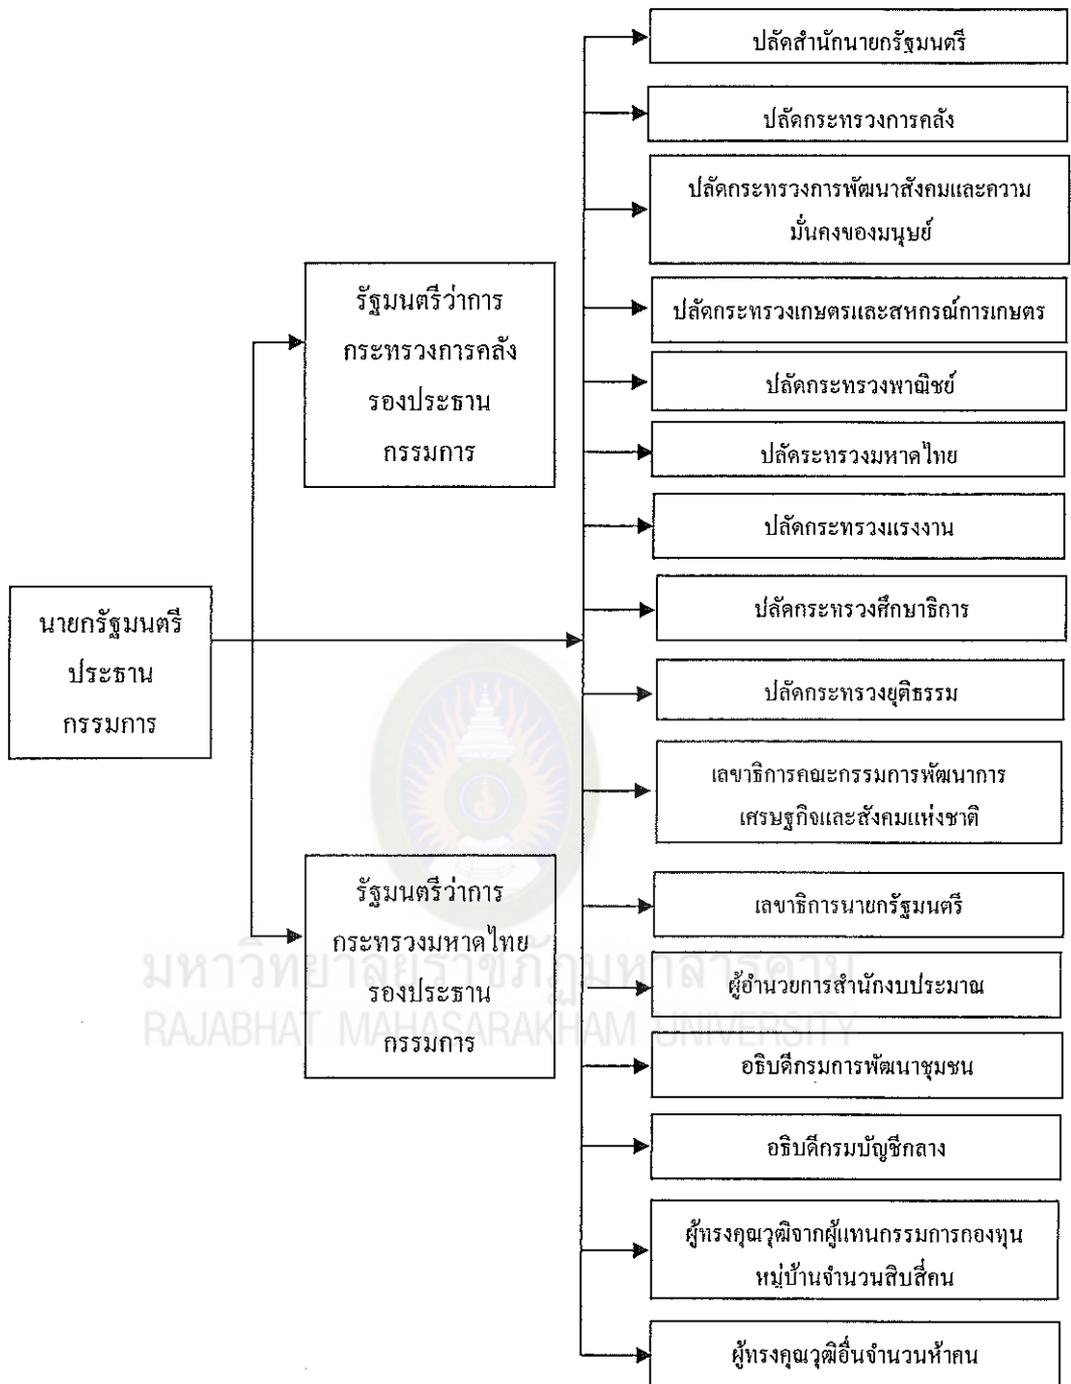 นายกรัฐมนตรี
ประธาน
กรรมการ
รัฐมนตรีว่าการ
กระทรวงการคลัง
รองประธาน
กรรมการ
รัฐมนตรีว่าการ
กระทรวงมหาดไทย
รองประธาน
กรรมการ
ปลัดสำนักนายกรัฐมนตรี
ปลัดกระทรวงการคลัง
ปลัดกระทรวงการพัฒนาสังคมและความ
มั่นคงของมนุษย์
ปลัดกระทรวงเกษตรและสหกรณ์การเกษตร
ปลัดกระทรวงพาณิชย์
ปลัดระทรวงมหาดไทย
ปลัดกระทรวงแรงงาน
ปลัดกระทรวงศึกษาธิการ
ปลัดกระทรวงยุติธรรม
เลขาธิการคณะกรรมการพัฒนาการ
เศรษฐกิจและสังคมแห่งชาติ
เลขาธิการนายกรัฐมนตรี
ผู้อำนวยการสำนักงบประมาณ
อธิบดีกรมการพัฒนาชุมชน
อธิบดีกรมบัญชีกลาง
ผู้ทรงคุณวุฒิจากผู้แทนกรรมการกองทุน
หมู่บ้านจำนวนสิบสี่คน
ผู้ทรงคุณวุฒิอื่นจำนวนห้าคน
มหาวิทยาลัยราชภัฏมหาสารคาม
RAJABHAT MAHASARAKHAM UNIVERSITY